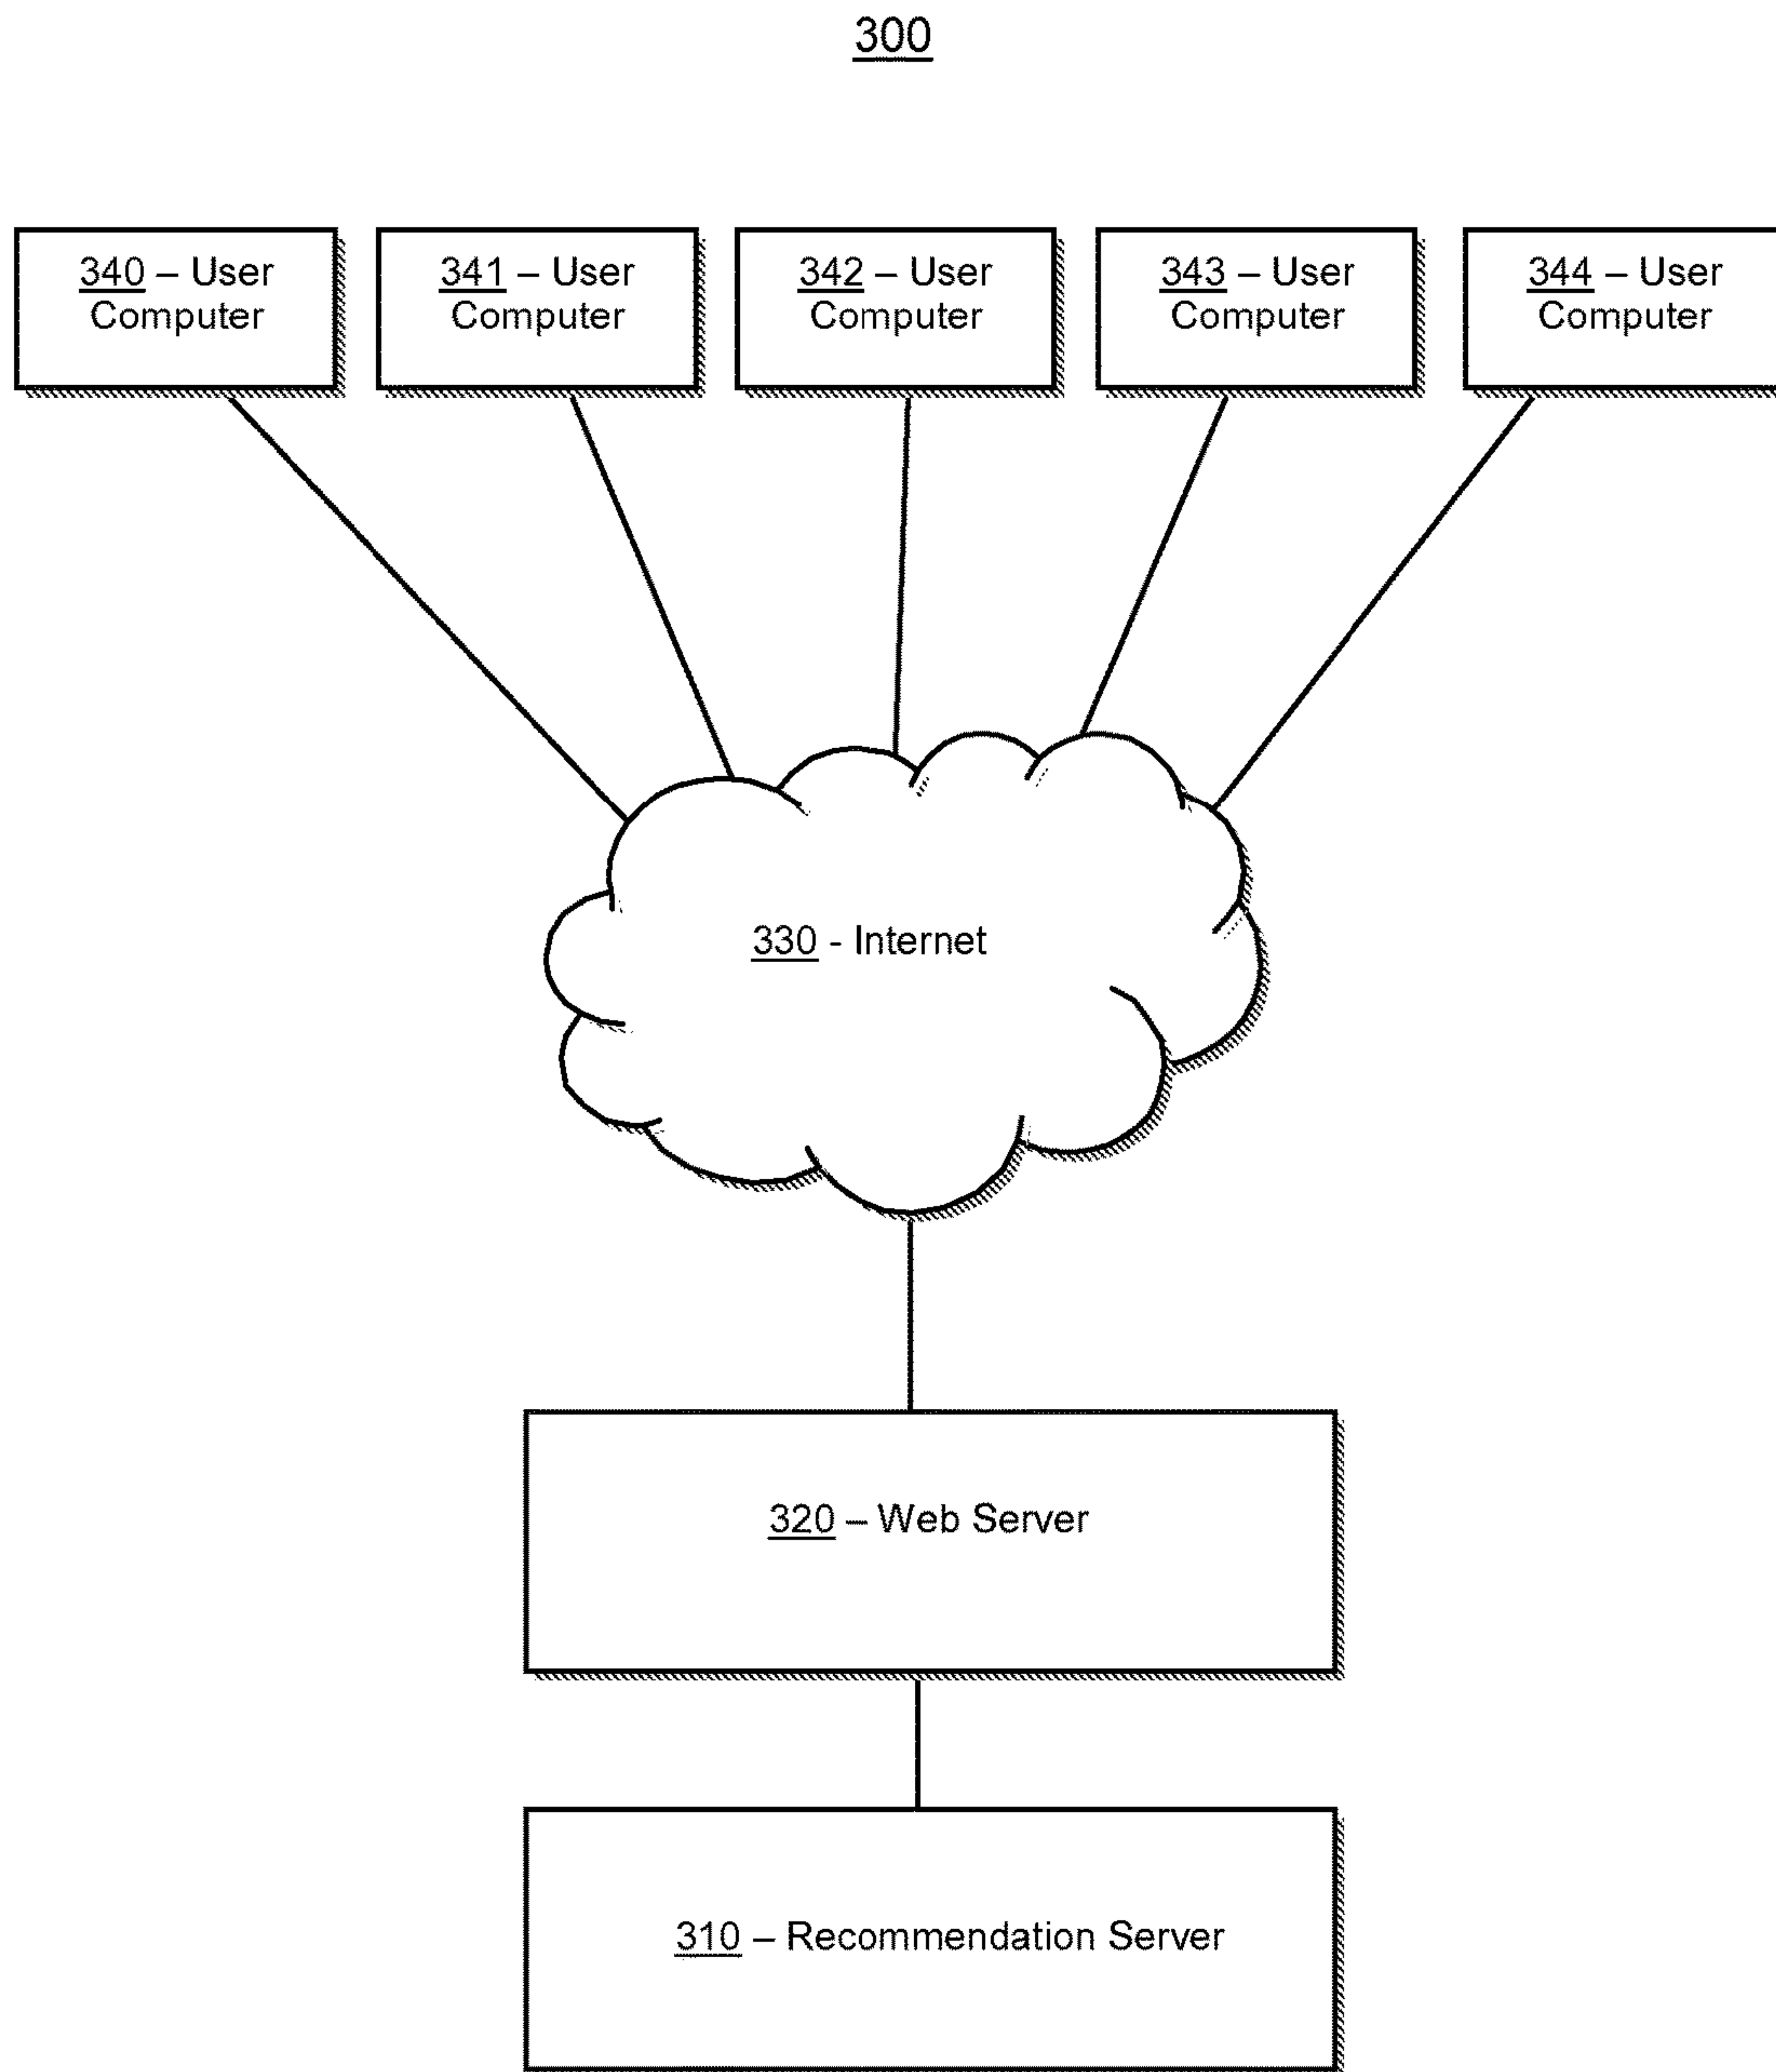 300
340 – User
Computer
341 – User
Computer
342 – User
Computer
343 – User
Computer
344 – User
Computer
330 - Internet
320 – Web Server
310 – Recommendation Server